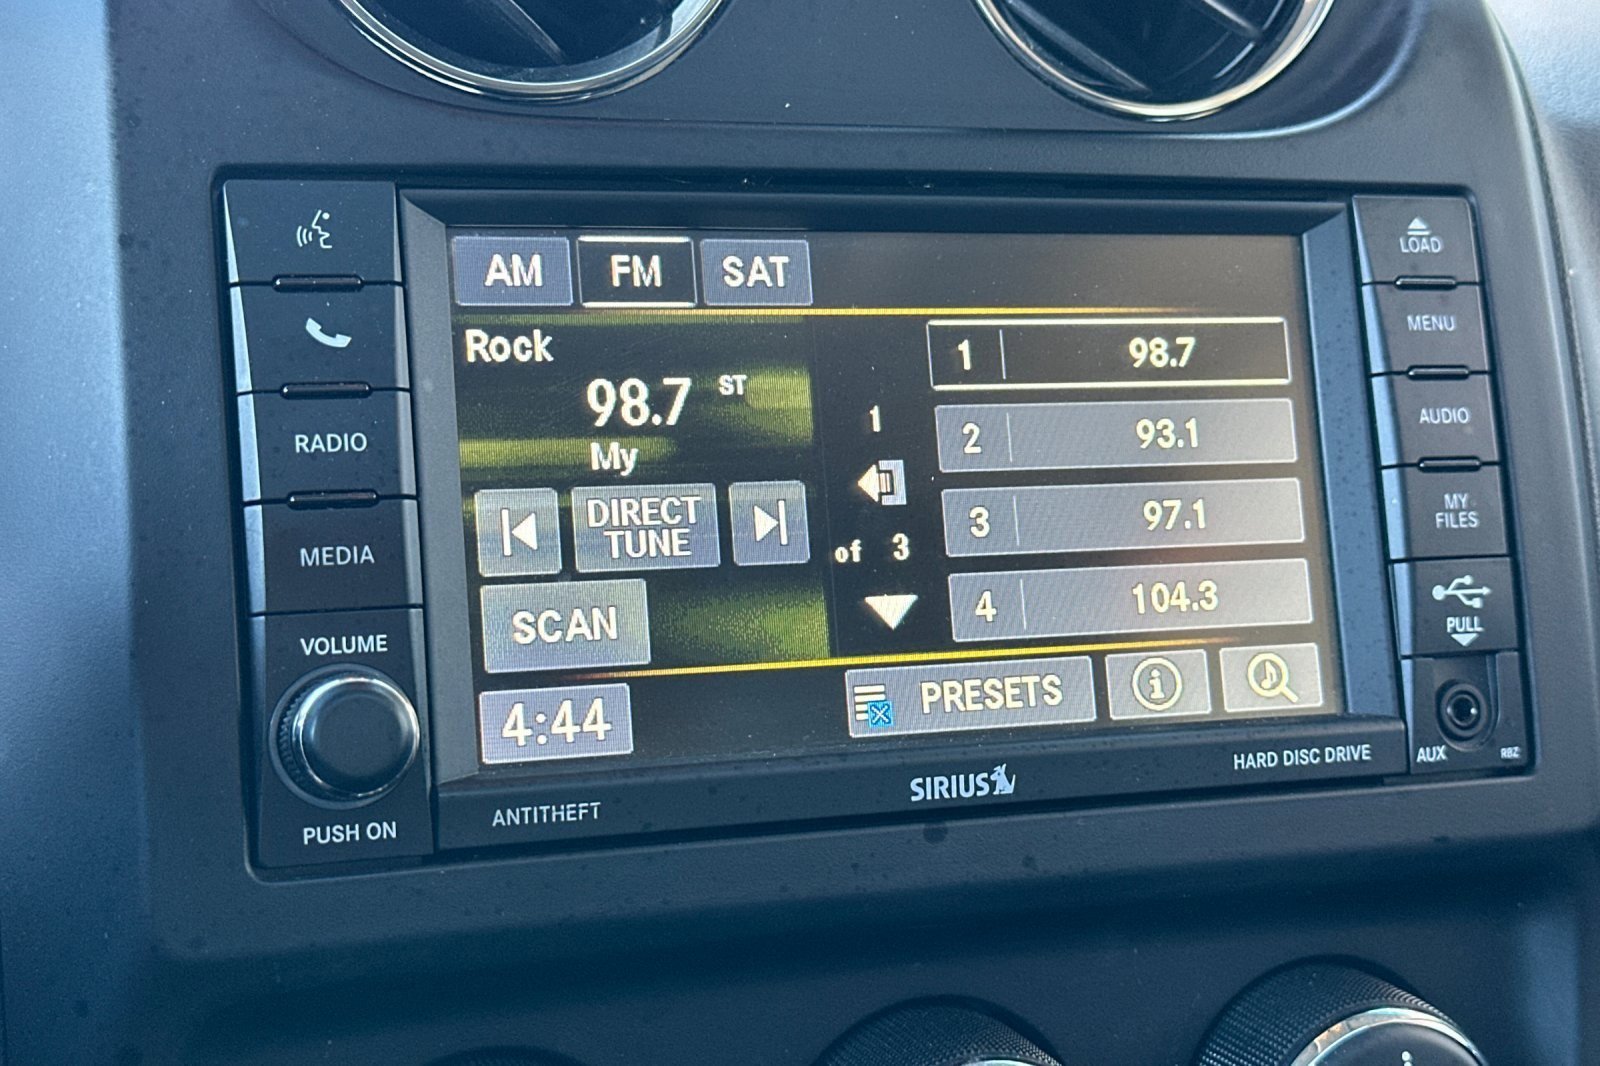 AM FM SAT
Rock
98.7 ST
My
DIRECT
TUNE
SCAN
4:44
1
of 3
1 98.7
2 93.1
3 97.1
4 104.3
PRESETS
i
RADIO
MEDIA
VOLUME
PUSH ON
LOAD
MENU
AUDIO
MY
FILES
PULL
AUX RBZ
ANTITHEFT
SIRIUS
HARD DISC DRIVE